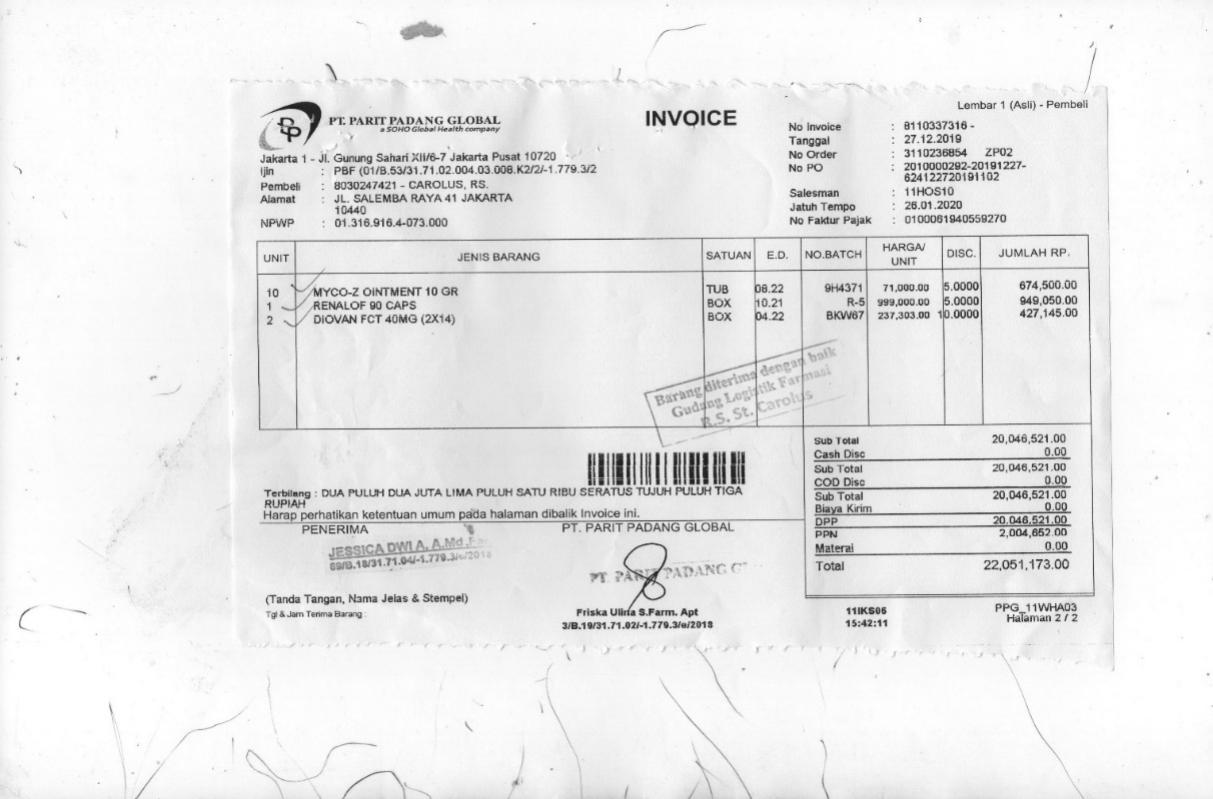 Lembar 1 (Asli) - Pembeli
PT. PARIT PADANG GLOBAL
a SOHO Global Health company
INVOICE
Jakarta 1 - Jl. Gunung Sahari XII/6-7 Jakarta Pusat 10720
Ijin : PBF (01/B.53/31.71.02.004.03.008.K2/2/-1.779.3/2
Pembeli : 8030247421 - CAROLUS, RS.
Alamat : JL. SALEMBA RAYA 41 JAKARTA
10440
NPWP : 01.316.916.4-073.000
No Invoice : 8110337316 -
Tanggal : 27.12.2019
No Order : 3110236854 ZP02
No PO : 2010000292-20191227-
624122720191102
Salesman : 11HOS10
Jatuh Tempo : 26.01.2020
No Faktur Pajak : 0100061940559270
UNIT JENIS BARANG SATUAN E.D. NO.BATCH HARGA/ UNIT DISC. JUMLAH RP.
10 MYCO-Z OINTMENT 10 GR TUB 08.22 9H4371 71,000.00 5.0000 674,500.00
1 RENALOF 90 CAPS BOX 10.21 R-5 999,000.00 5.0000 949,050.00
2 DIOVAN FCT 40MG (2X14) BOX 04.22 BKW67 237,303.00 10.0000 427,145.00
Barang diterima dengan baik
Gudang Logistik Farmasi
R.S. St. Carolus
Sub Total 20,046,521.00
Cash Disc 0.00
Sub Total 20,046,521.00
COD Disc 0.00
Sub Total 20,046,521.00
Biaya Kirim 0.00
DPP 20,046,521.00
PPN 2,004,652.00
Materai 0.00
Total 22,051,173.00
Terbilang : DUA PULUH DUA JUTA LIMA PULUH SATU RIBU SERATUS TUJUH PULUH TIGA
RUPIAH
Harap perhatikan ketentuan umum pada halaman dibalik Invoice ini.
PENERIMA
JESSICA DWI A, A.Md
69/B.18/31.71.04/-1.779.3/e/2018
(Tanda Tangan, Nama Jelas & Stempel)
Tgl & Jam Terima Barang :
PT. PARIT PADANG GLOBAL
PT. PARIT PADANG
Friska Ulina S.Farm. Apt
3/B.19/31.71.02/-1.779.3/e/2018
11IKS06
15:42:11
PPG_11WHA03
Halaman 2 / 2